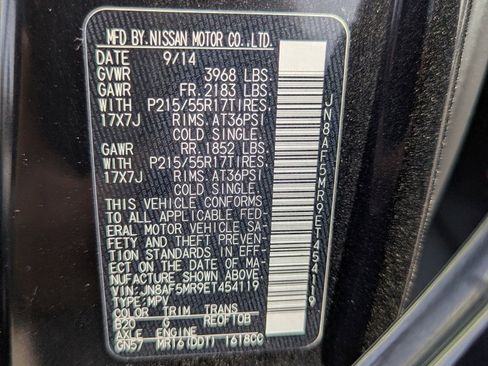 MFD BY.NISSAN MOTOR CO.,LTD.
DATE 9/14
GVWR 3968 LBS.
GAWR FR.2183 LBS.
WITH P215/55R17TIRES,
17X7J RIMS.AT36PSI
COLD SINGLE.
GAWR RR.1852 LBS.
WITH P215/55R17TIRES,
17X7J RIMS.AT36PSI
COLD SINGLE.
THIS VEHICLE CONFORMS
TO ALL APPLICABLE FED-
ERAL MOTOR VEHICLE SA-
FETY AND THEFT PREVEN-
TION STANDARDS IN EFF-
ECT ON THE DATE OF MA-
NUFACTURE SHOWN ABOVE.
VIN:JN8AF5MR9ET454119
TYPE:MPV
COLOR TRIM TRANS
B20 G RE0F10B
AXLE ENGINE
GN57 MR16(DDT) 1618CC
JN8AF5MR9ET454119